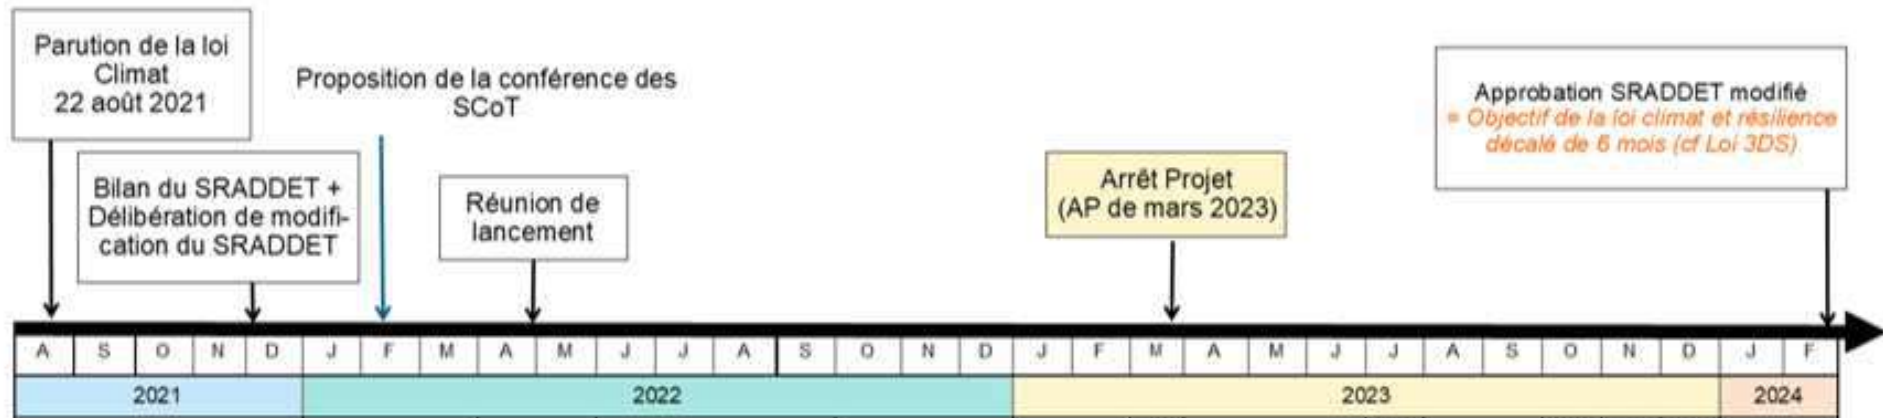 Parution de la loi
Climat
22 août 2021
Bilan du SRADDET +
Délibération de modifi-
cation du SRADDET
Proposition de la conférence des
SCoT
Réunion de
lancement
Arrêt Projet
(AP de mars 2023)
Approbation SRADDET modifié
= Objectif de la loi climat et résilience
décalé de 6 mois (cf Loi 3DS)
A S O N D J F M A M J J A S O N D J F M A M J J A S O N D J F
2021 2022 2023 2024